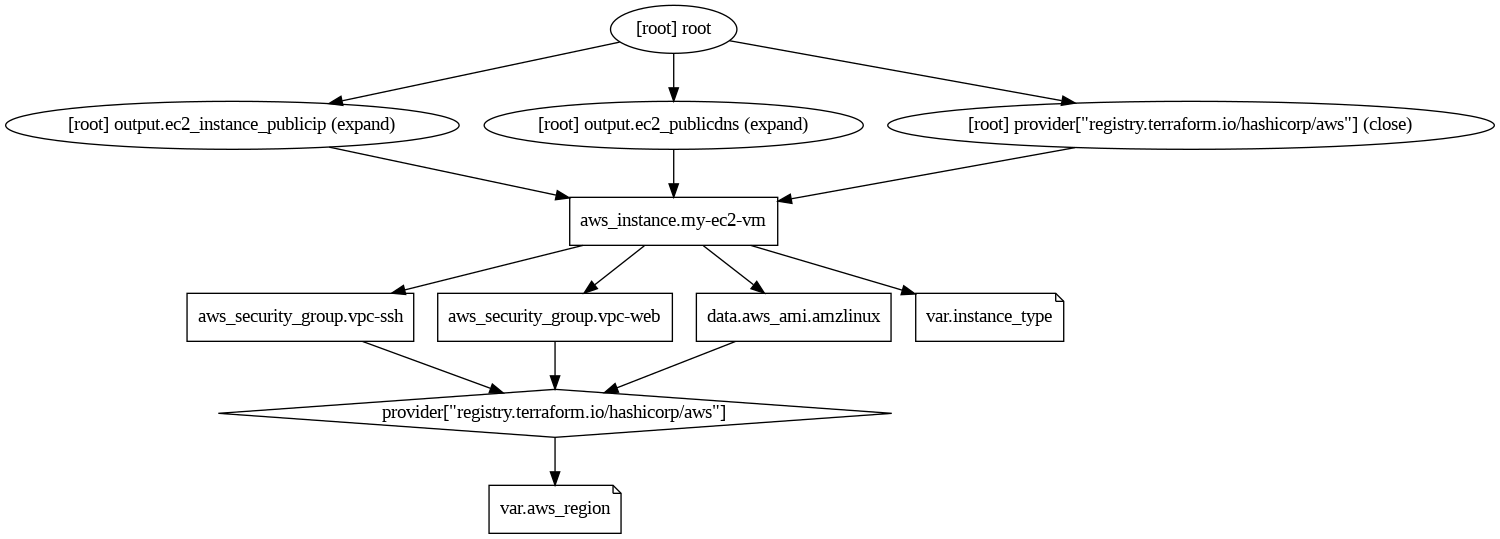 [root] root
[root] output.ec2_instance_publicip (expand)
[root] output.ec2_publicdns (expand)
[root] provider["registry.terraform.io/hashicorp/aws"] (close)
aws_instance.my-ec2-vm
aws_security_group.vpc-ssh
aws_security_group.vpc-web
data.aws_ami.amzlinux
var.instance_type
provider["registry.terraform.io/hashicorp/aws"]
var.aws_region